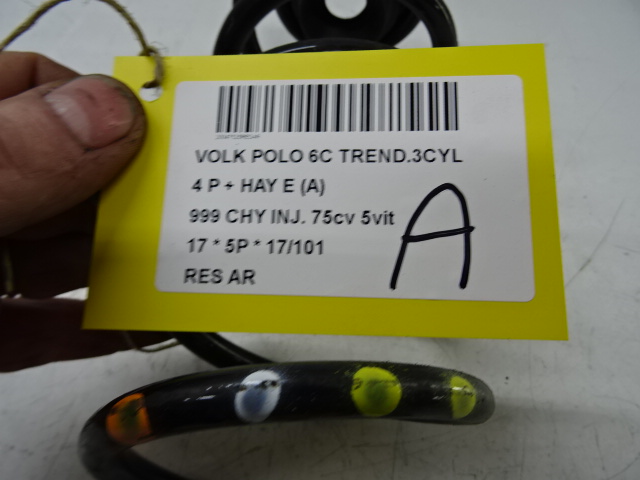 VOLK POLO 6C TREND.3CYL
4 P + HAY E (A)
999 CHY INJ. 75cv 5vit
17 * 5P * 17/101
RES AR
A